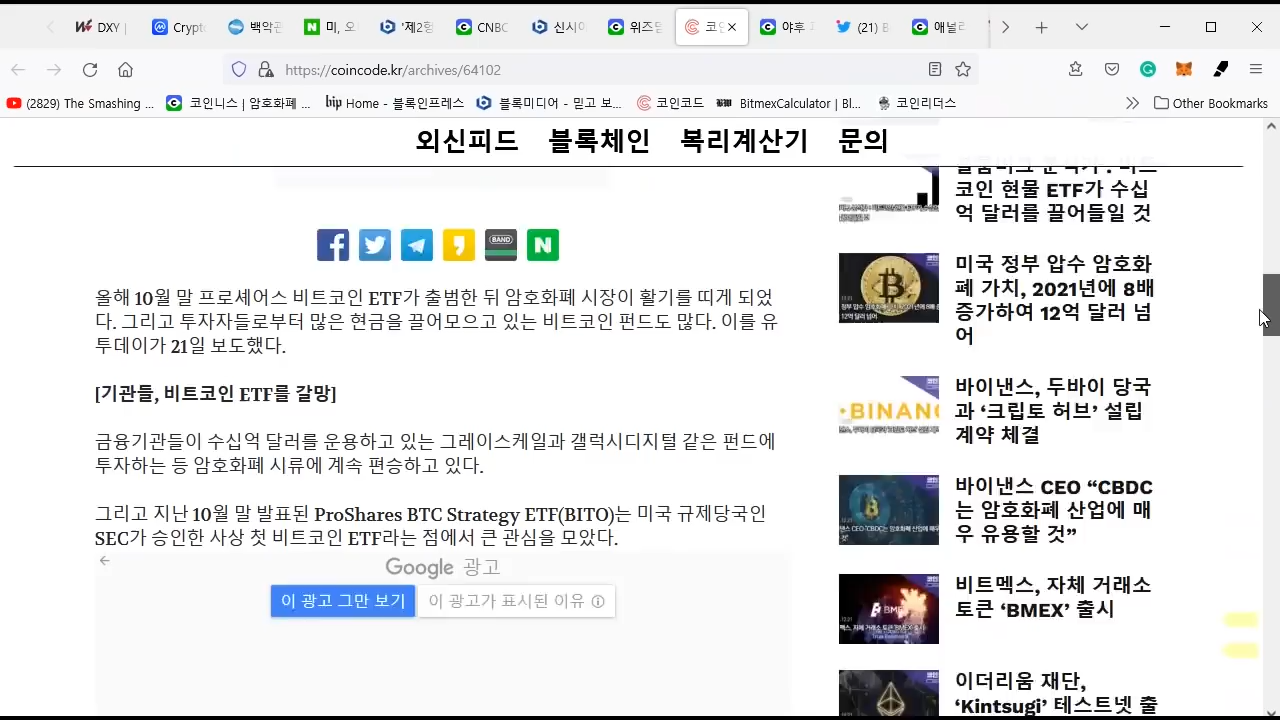 DXY
Crypt
백악관
미, 오
'제2형
CNBC
신시아
위즈덤
코인
야후
(21) B
애널리
https://coincode.kr/archives/64102
(2829) The Smashing ...
코인니스 | 암호화폐 ...
bip Home - 블록인프레스
블록미디어 - 믿고 보...
코인코드
BitmexCalculator | Bl...
코인리더스
Other Bookmarks
외신피드 블록체인 복리계산기 문의
BAND
N
올해 10월 말 프로셰어스 비트코인 ETF가 출범한 뒤 암호화폐 시장이 활기를 띠게 되었
다. 그리고 투자자들로부터 많은 현금을 끌어모으고 있는 비트코인 펀드도 많다. 이를 유
투데이가 21일 보도했다.
[기관들, 비트코인 ETF를 갈망]
금융기관들이 수십억 달러를 운용하고 있는 그레이스케일과 갤럭시디지털 같은 펀드에
투자하는 등 암호화폐 시류에 계속 편승하고 있다.
그리고 지난 10월 말 발표된 ProShares BTC Strategy ETF(BITO)는 미국 규제당국인
SEC가 승인한 사상 첫 비트코인 ETF라는 점에서 큰 관심을 모았다.
Google 광고
이 광고 그만 보기
이 광고가 표시된 이유
코인 현물 ETF가 수십
억 달러를 끌어들일 것
미국 정부 압수 암호화
폐 가치, 2021년에 8배
증가하여 12억 달러 넘
어
BINAN
바이낸스, 두바이 당국
과 ‘크립토 허브’ 설립
계약 체결
바이낸스 CEO “CBDC
는 암호화폐 산업에 매
우 유용할 것”
비트멕스, 자체 거래소
토큰 ‘BMEX’ 출시
이더리움 재단,
‘Kintsugi’ 테스트넷 출